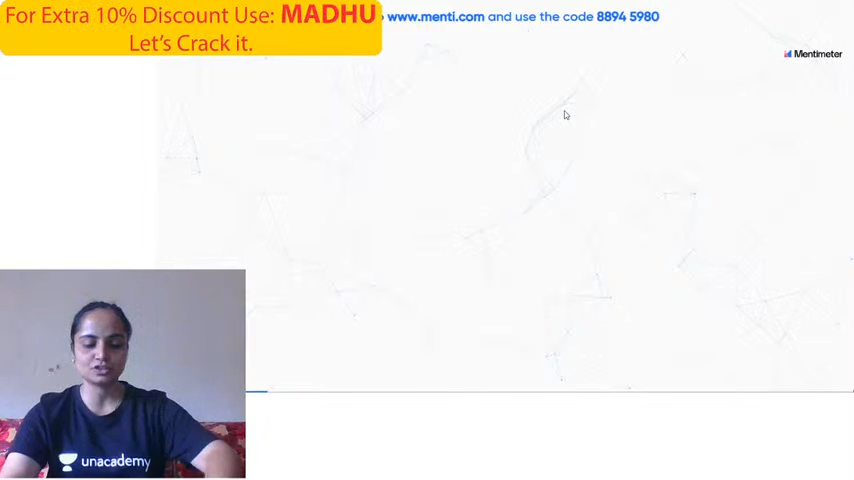 For Extra 10% Discount Use: MADHU
Let's Crack it.
www.menti.com and use the code 8894 5980
Mentimeter
unacademy